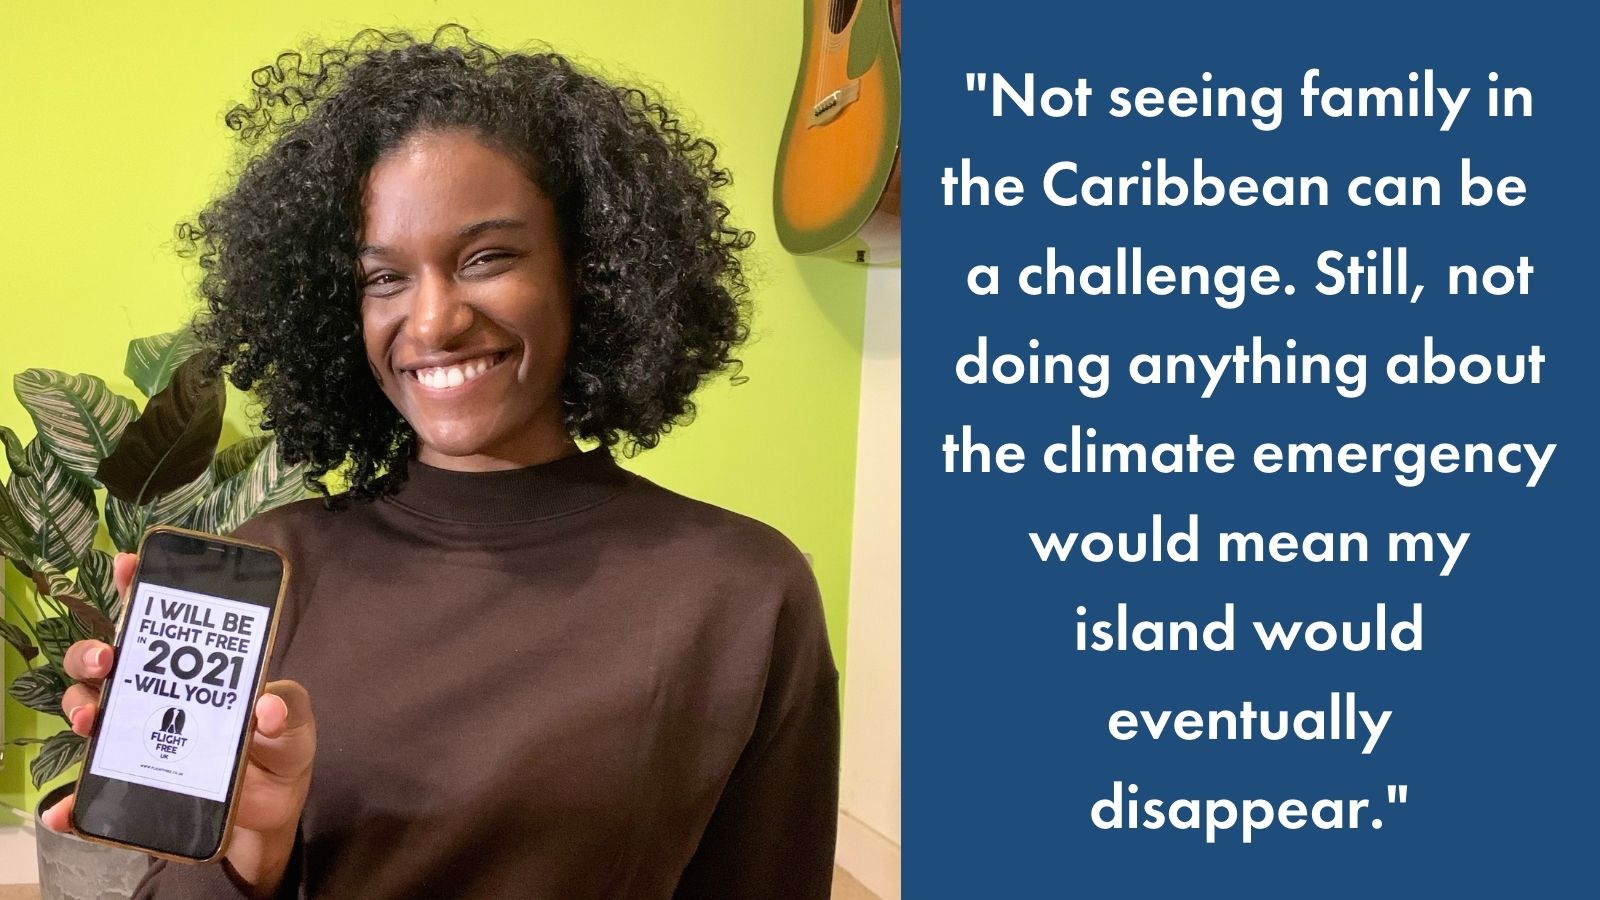 "Not seeing family in
the Caribbean can be
a challenge. Still, not
doing anything about
the climate emergency
would mean my
island would
eventually
disappear."
I WILL BE
FLIGHT FREE
IN 2021
-WILL YOU?
FLIGHT
FREE
UK